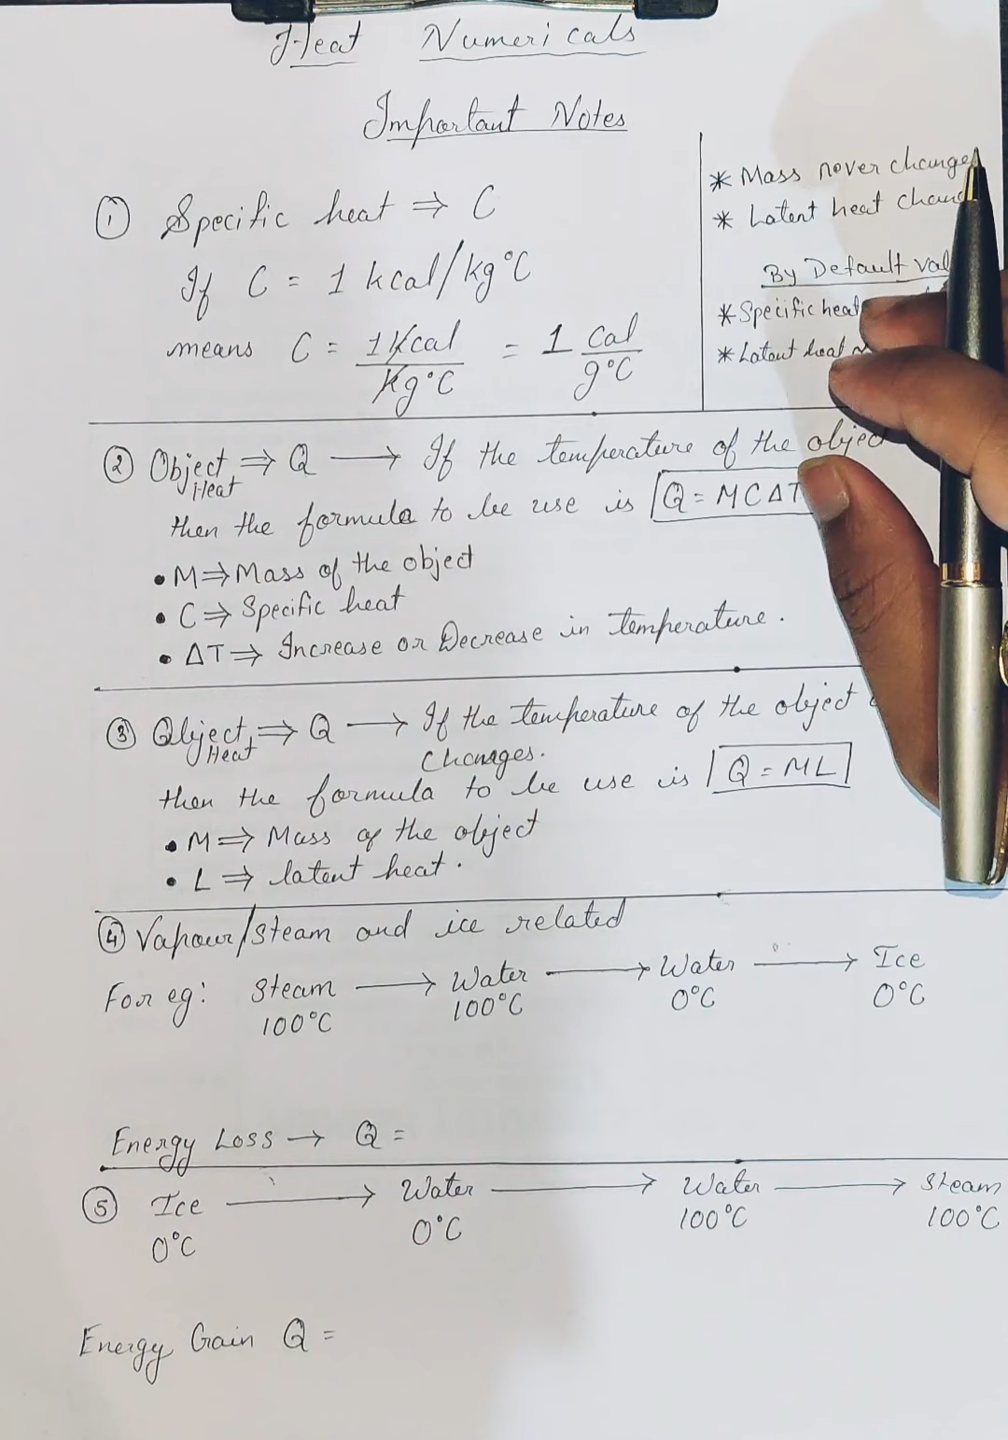 Heat Numericals
Important Notes
① Specific heat ⇒ C
If C = 1 kcal/kg°C
means C = 1 Kcal / Kg°C = 1 Cal / g°C
* Mass never change
* Latent heat
By Default
* Specific heat
* Latent heat
② Object Heat ⇒ Q → If the temperature of the
then the formula to be use is Q = MCΔT
• M ⇒ Mass of the object
• C ⇒ Specific heat
• ΔT ⇒ Increase or Decrease in temperature.
③ Object Heat ⇒ Q → If the temperature of the object
Changes.
then the formula to be use is Q = ML
• M ⇒ Mass of the object
• L ⇒ latent heat.
④ Vapour/steam and ice related
For eg: Steam → Water → Water → Ice
100°C 100°C 0°C 0°C
Energy Loss → Q =
⑤ Ice → Water → Water → Steam
0°C 0°C 100°C 100°C
Energy Gain Q =